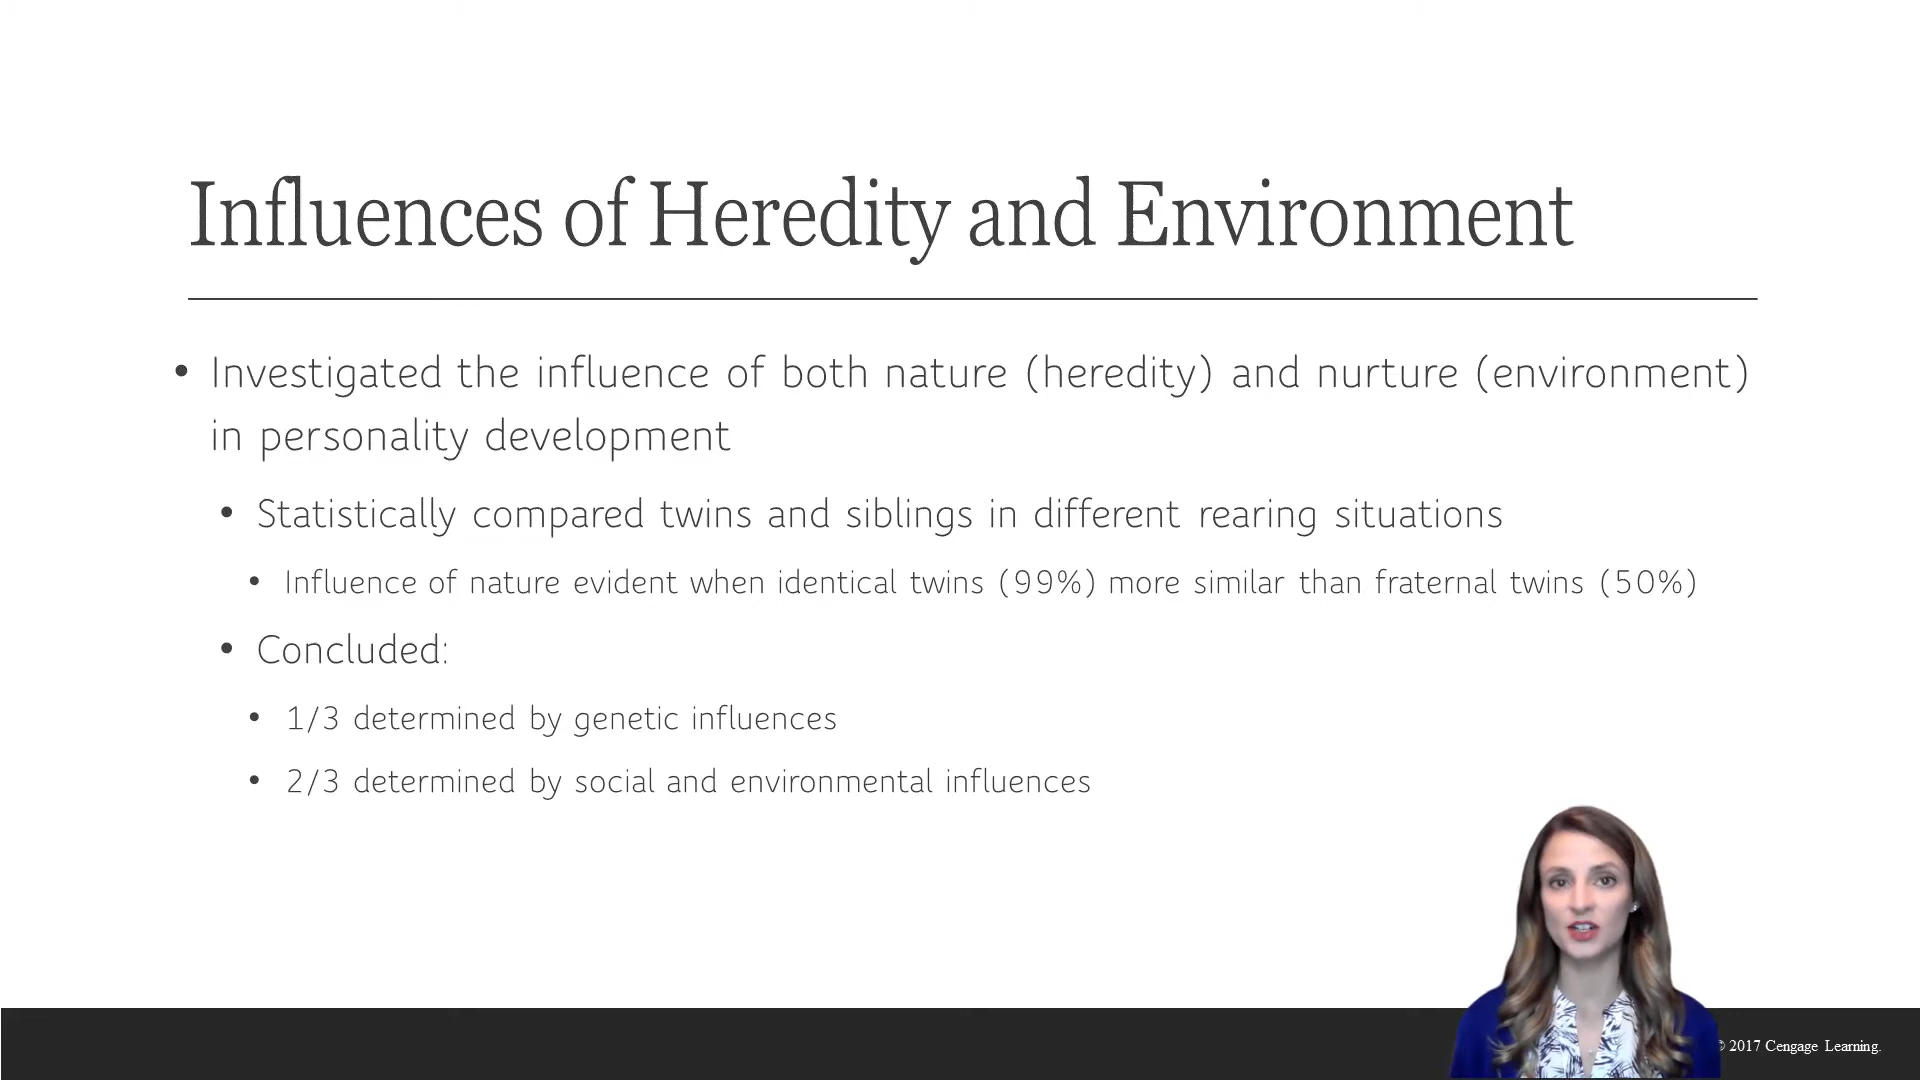 Influences of Heredity and Environment
• Investigated the influence of both nature (heredity) and nurture (environment)
in personality development
• Statistically compared twins and siblings in different rearing situations
• Influence of nature evident when identical twins (99%) more similar than fraternal twins (50%)
• Concluded:
• 1/3 determined by genetic influences
• 2/3 determined by social and environmental influences
© 2017 Cengage Learning.